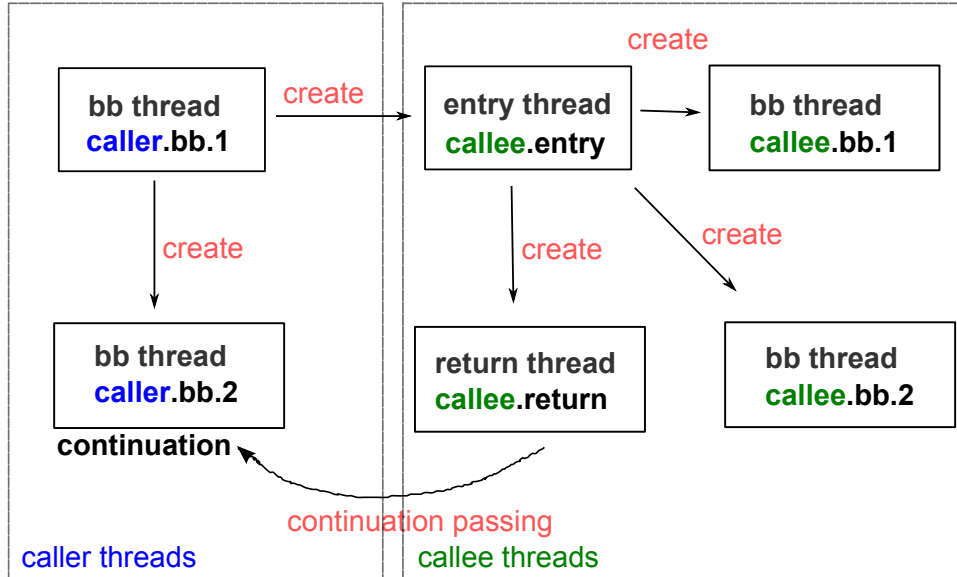 create
bb thread
caller.bb.1
create
entry thread
callee.entry
bb thread
callee.bb.1
create
create
create
bb thread
caller.bb.2
continuation
return thread
callee.return
bb thread
callee.bb.2
continuation passing
caller threads
callee threads